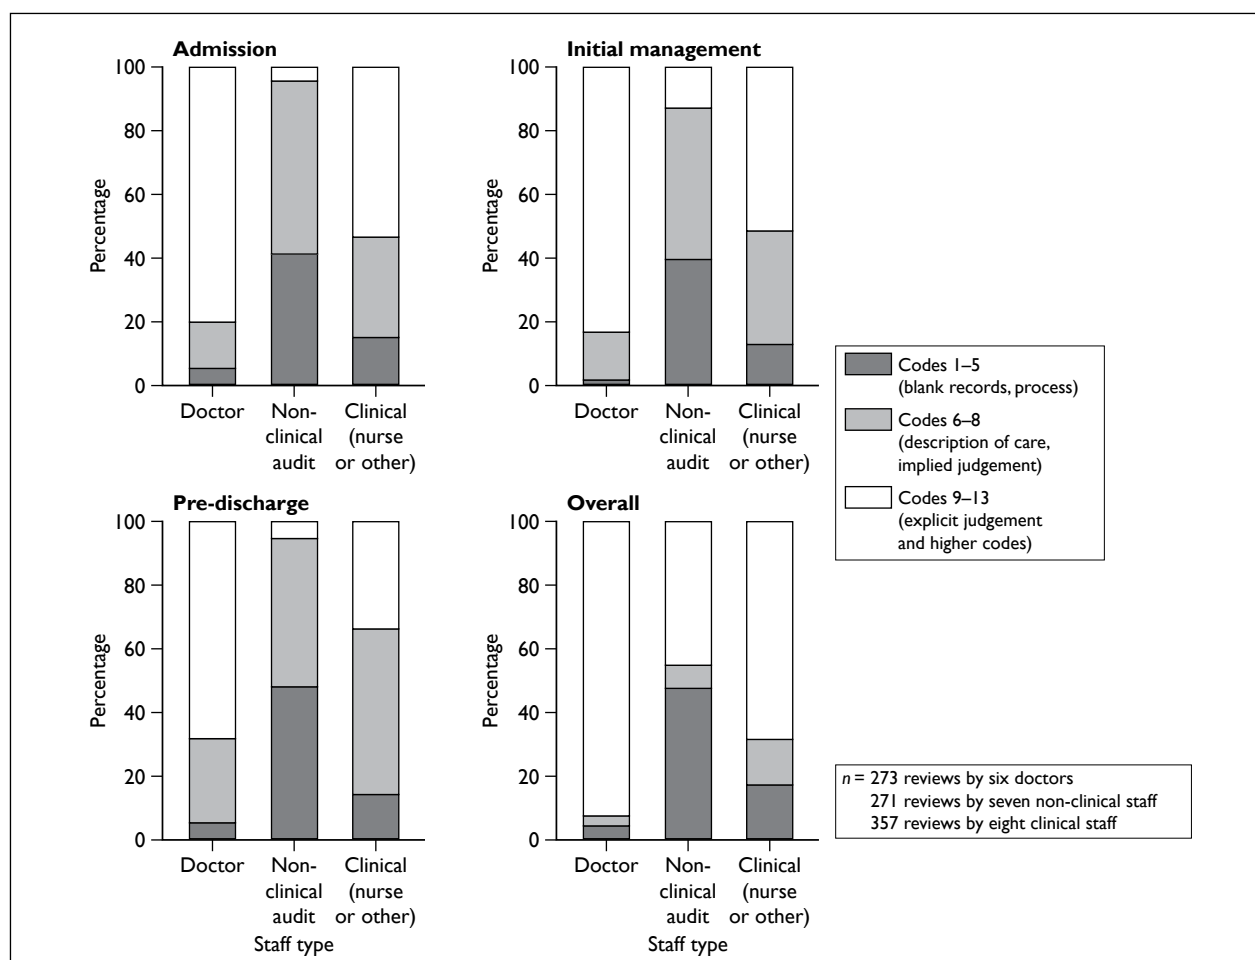 Admission
100
80
60
40
20
0
Percentage
Doctor
Non-
clinical
audit
Clinical
(nurse
or other)
Initial management
100
80
60
40
20
0
Percentage
Doctor
Non-
clinical
audit
Clinical
(nurse
or other)
Codes 1–5
(blank records, process)
Codes 6–8
(description of care,
implied judgement)
Codes 9–13
(explicit judgement
and higher codes)
Pre-discharge
100
80
60
40
20
0
Percentage
Doctor
Non-
clinical
audit
Clinical
(nurse
or other)
Staff type
Overall
100
80
60
40
20
0
Percentage
Doctor
Non-
clinical
audit
Clinical
(nurse
or other)
Staff type
n = 273 reviews by six doctors
271 reviews by seven non-clinical staff
357 reviews by eight clinical staff